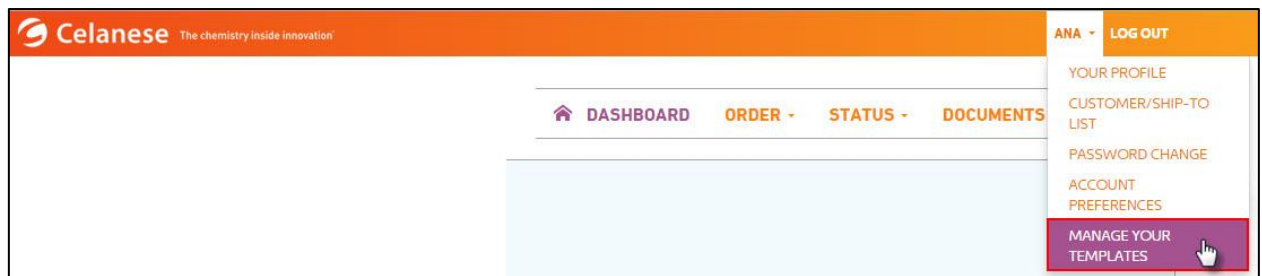 Celanese The chemistry inside innovation™
ANA LOG OUT
YOUR PROFILE
CUSTOMER/SHIP-TO
LIST
PASSWORD CHANGE
ACCOUNT
PREFERENCES
MANAGE YOUR
TEMPLATES
DASHBOARD ORDER STATUS DOCUMENTS